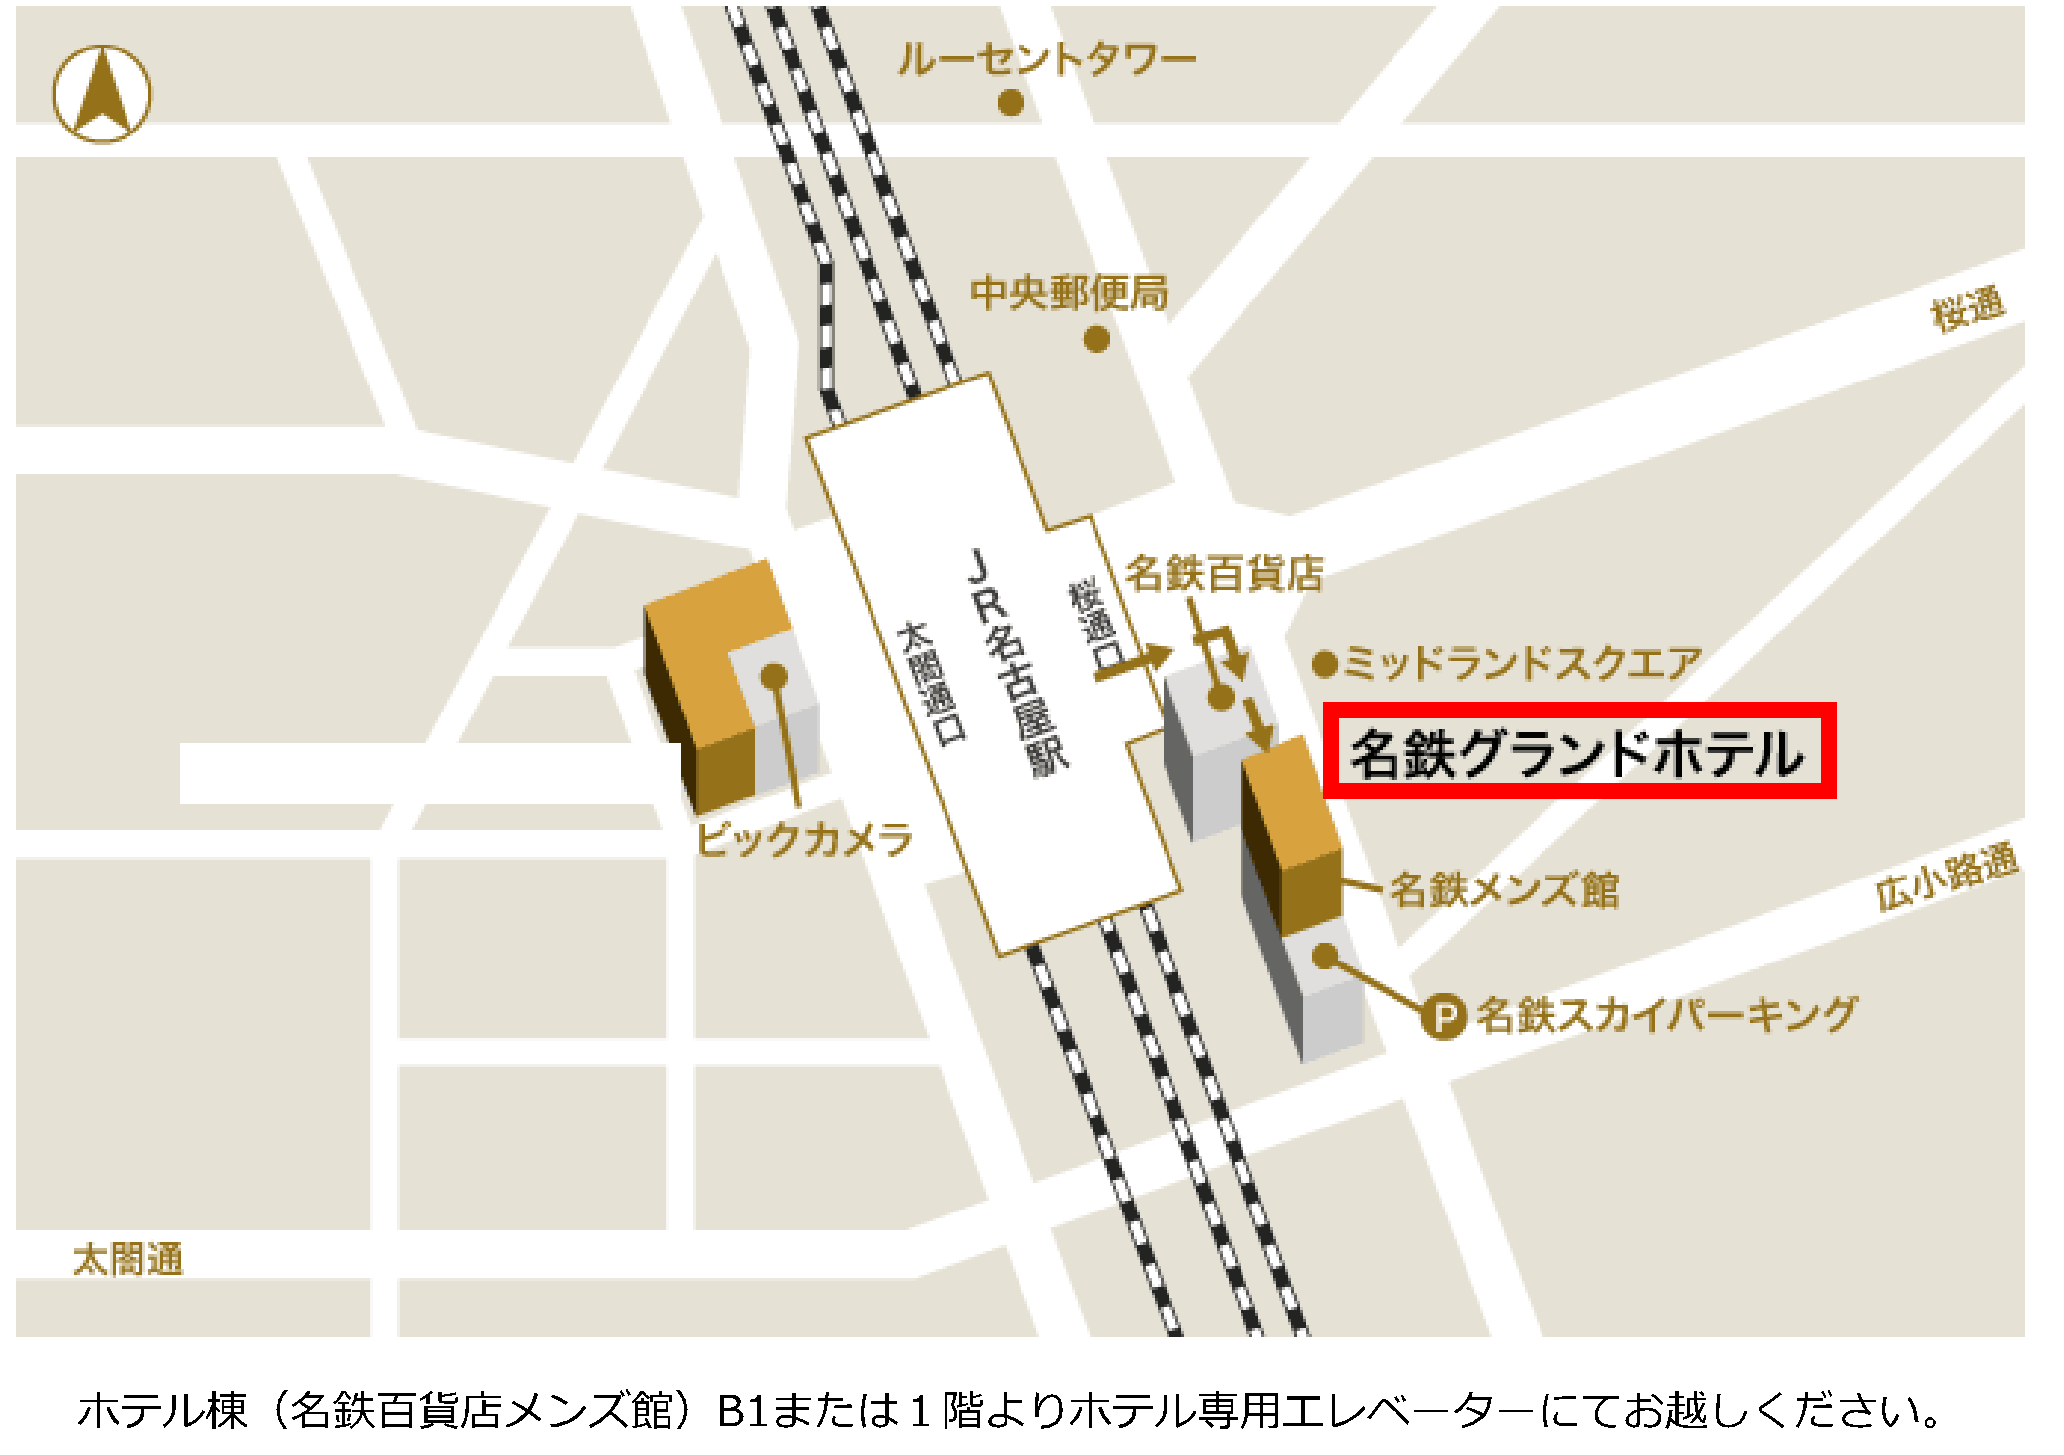 ルーセントタワー
中央郵便局
桜通
名鉄百貨店
JR名古屋駅
桜通口
太閤通口
ミッドランドスクエア
名鉄グランドホテル
ビックカメラ
名鉄メンズ館
広小路通
P 名鉄スカイパーキング
太閤通
ホテル棟（名鉄百貨店メンズ館）B1または１階よりホテル専用エレベーターにてお越しください。